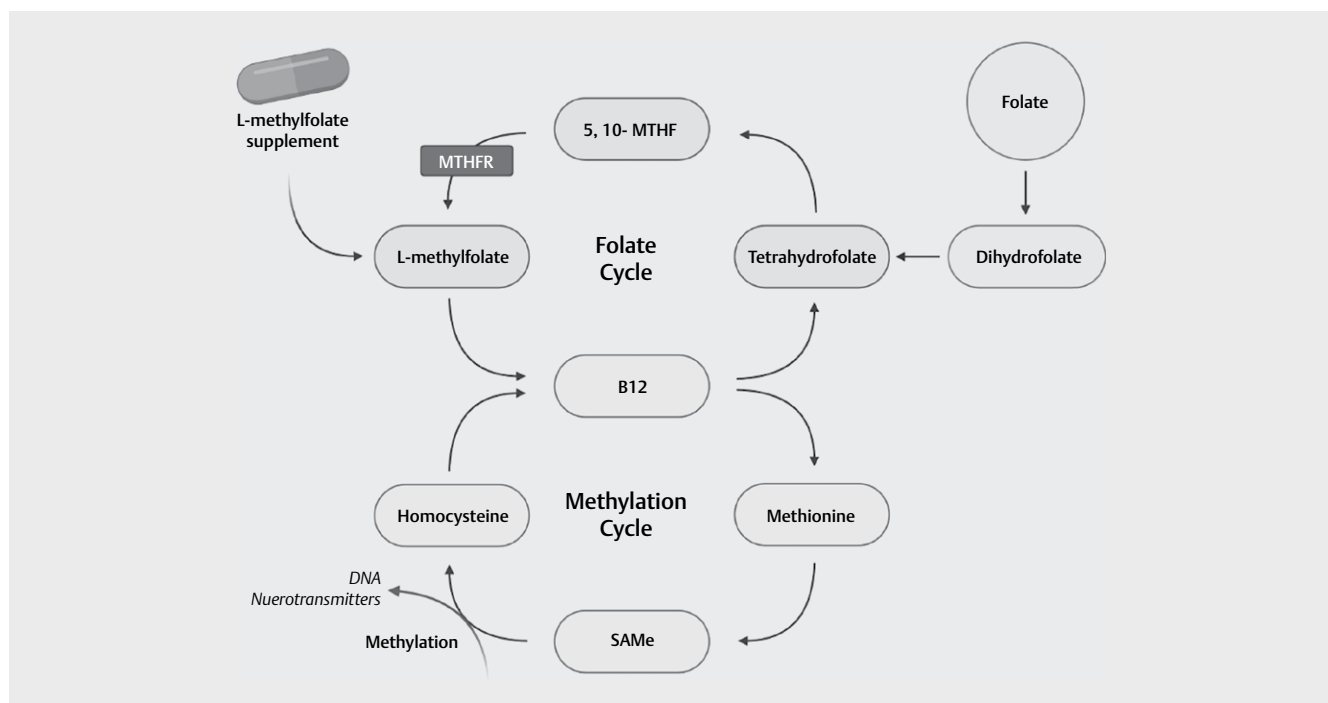 L-methylfolate
supplement
5, 10- MTHF
Folate
MTHFR
L-methylfolate
Folate
Cycle
Tetrahydrofolate
Dihydrofolate
B12
Homocysteine
Methylation
Cycle
Methionine
DNA
Nuerotransmitters
Methylation
SAMe